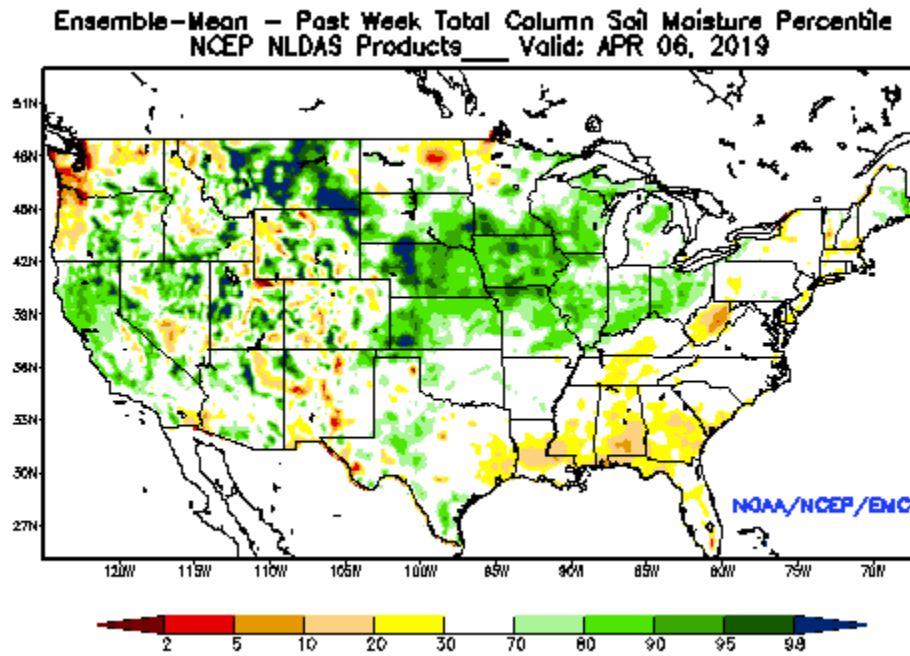 Ensemble-Mean - Past Week Total Column Soil Moisture Percentile
NCEP NLDAS Products___ Valid: APR 06, 2019
51N
48N
45N
42N
39N
36N
33N
30N
27N
NOAA/NCEP/EMC
120W 115W 110W 105W 100W 95W 90W 85W 80W 75W 70W
2 5 10 20 30 70 80 90 95 98